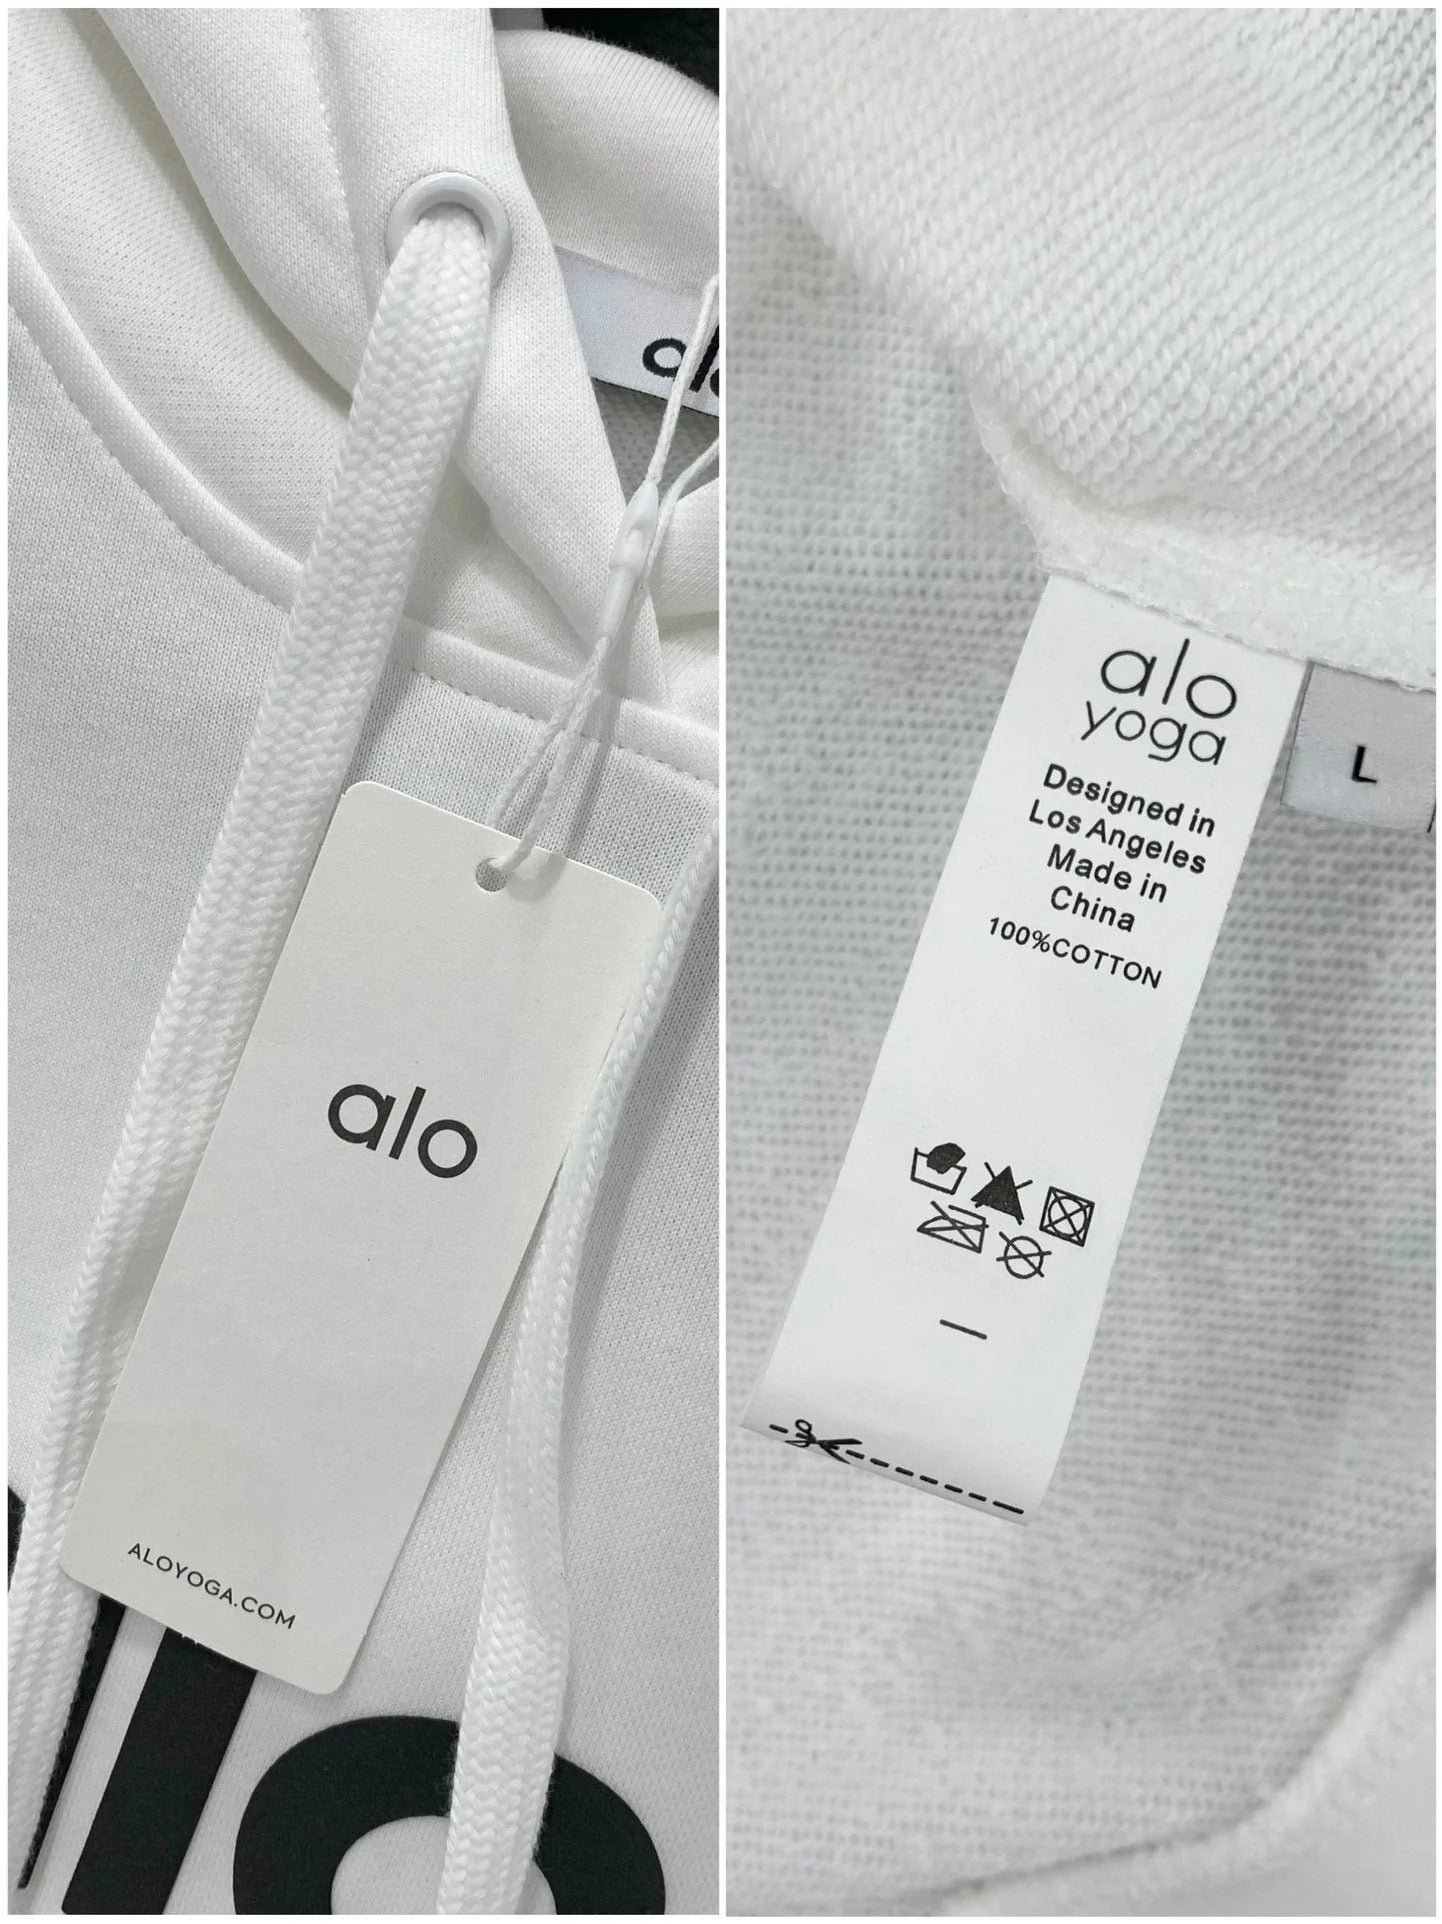 alo
alo
ALOYOGA.COM
alo
yoga
Designed in
Los Angeles
Made in
China
100%COTTON
L